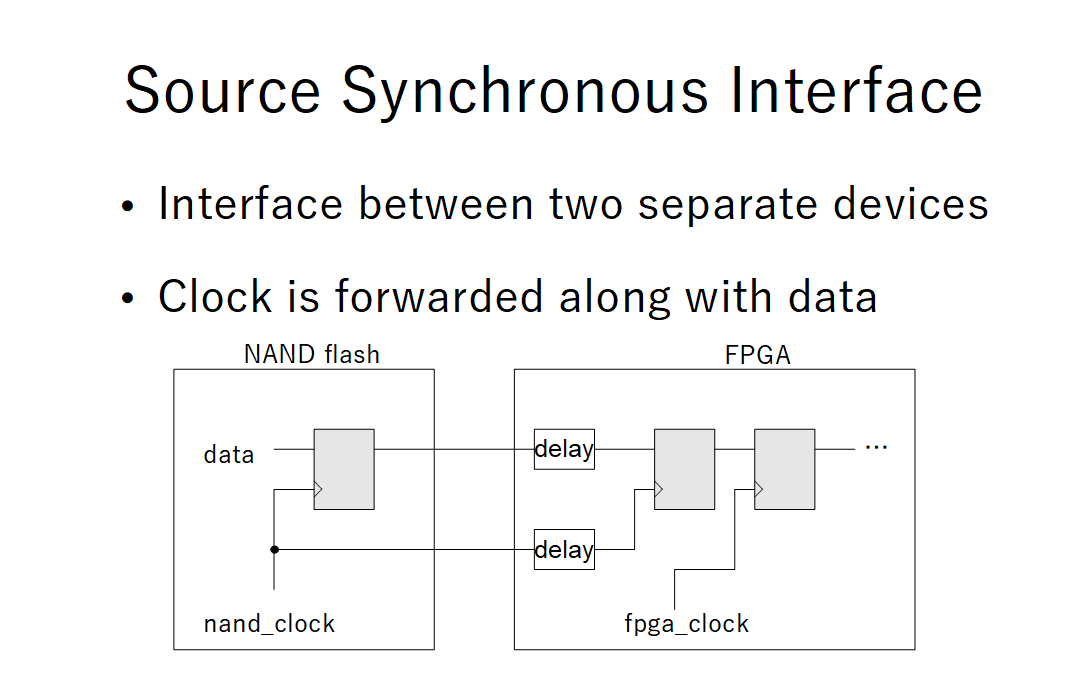 Source Synchronous Interface
• Interface between two separate devices
• Clock is forwarded along with data
NAND flash
FPGA
data
delay
...
delay
nand_clock
fpga_clock